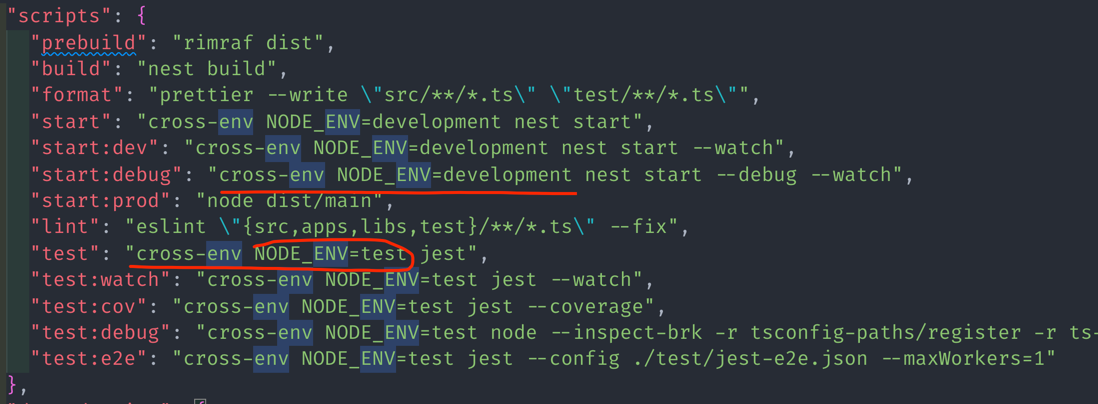 "scripts": {
"prebuild": "rimraf dist",
"build": "nest build",
"format": "prettier --write \"src/**/*.ts\" \"test/**/*.ts\"",
"start": "cross-env NODE_ENV=development nest start",
"start:dev": "cross-env NODE_ENV=development nest start --watch",
"start:debug": "cross-env NODE_ENV=development nest start --debug --watch",
"start:prod": "node dist/main",
"lint": "eslint \"{src,apps,libs,test}/**/*.ts\" --fix",
"test": "cross-env NODE_ENV=test jest",
"test:watch": "cross-env NODE_ENV=test jest --watch",
"test:cov": "cross-env NODE_ENV=test jest --coverage",
"test:debug": "cross-env NODE_ENV=test node --inspect-brk -r tsconfig-paths/register -r ts-
"test:e2e": "cross-env NODE_ENV=test jest --config ./test/jest-e2e.json --maxWorkers=1"
},